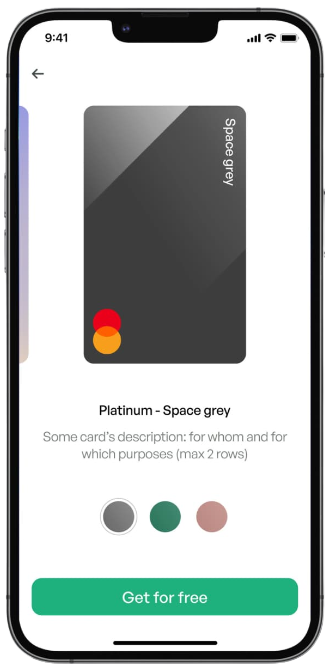 9:41
Space grey
Platinum - Space grey
Some card's description: for whom and for
which purposes (max 2 rows)
Get for free